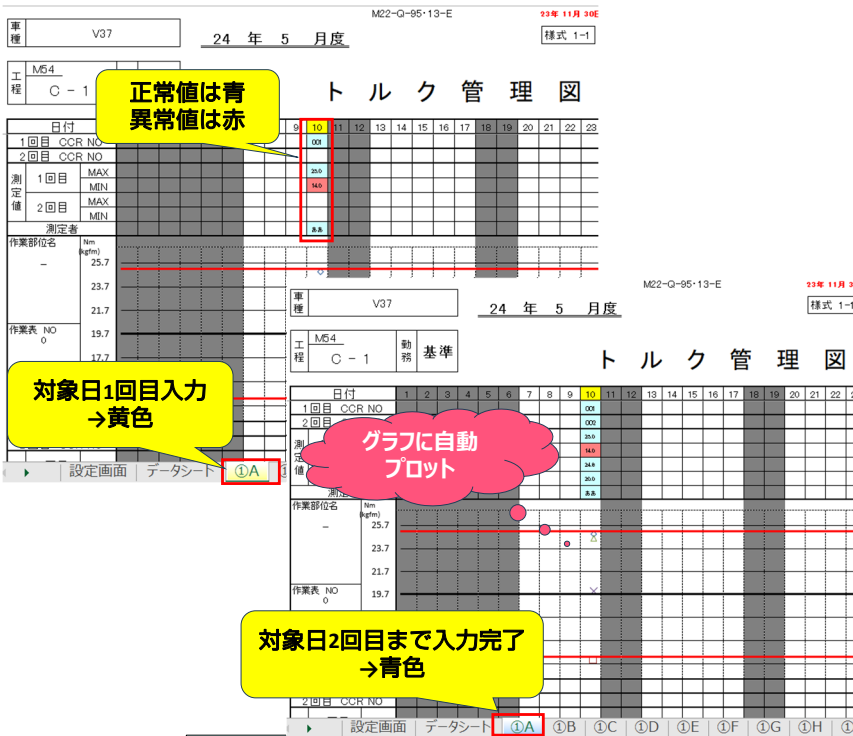 M22-Q-95・13-E
23年 11月 30日
車種
V37
24 年 5 月度
様式 1-1
工程
M54
C - 1
トルク管理図
正常値は青
異常値は赤
日付
9 10 11 12 13 14 15 16 17 18 19 20 21 22 23
1回目 CCR NO
001
2回目 CCR NO
測定値
1回目
MAX
25.0
MIN
14.0
2回目
MAX
MIN
測定者
ああ
作業部位名
Nm
(kgfm)
－
25.7
23.7
21.7
作業表 NO
0
19.7
17.7
対象日1回目入力
→黄色
設定画面
データシート
①A
M22-Q-95・13-E
23年 11月 3
車種
V37
24 年 5 月度
様式 1-1
工程
M54
C - 1
勤務
基準
トルク管理図
日付
1 2 3 4 5 6 7 8 9 10 11 12 13 14 15 16 17 18 19 20 21 22
1回目 CCR NO
001
2回目
002
25.0
14.0
24.8
20.0
ああ
グラフに自動
プロット
作業部位名
Nm
(kgfm)
－
25.7
23.7
21.7
作業表 NO
0
19.7
対象日2回目まで入力完了
→青色
2回目 CCR NO
設定画面
データシート
①A
①B
①C
①D
①E
①F
①G
①H